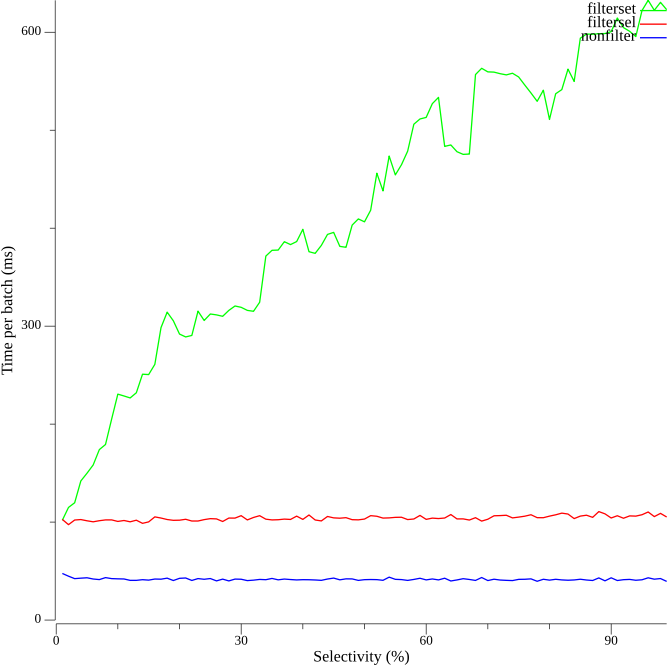 filterset
filtersel
nonfilter
600
300
0
Time per batch (ms)
0 30 60 90
Selectivity (%)